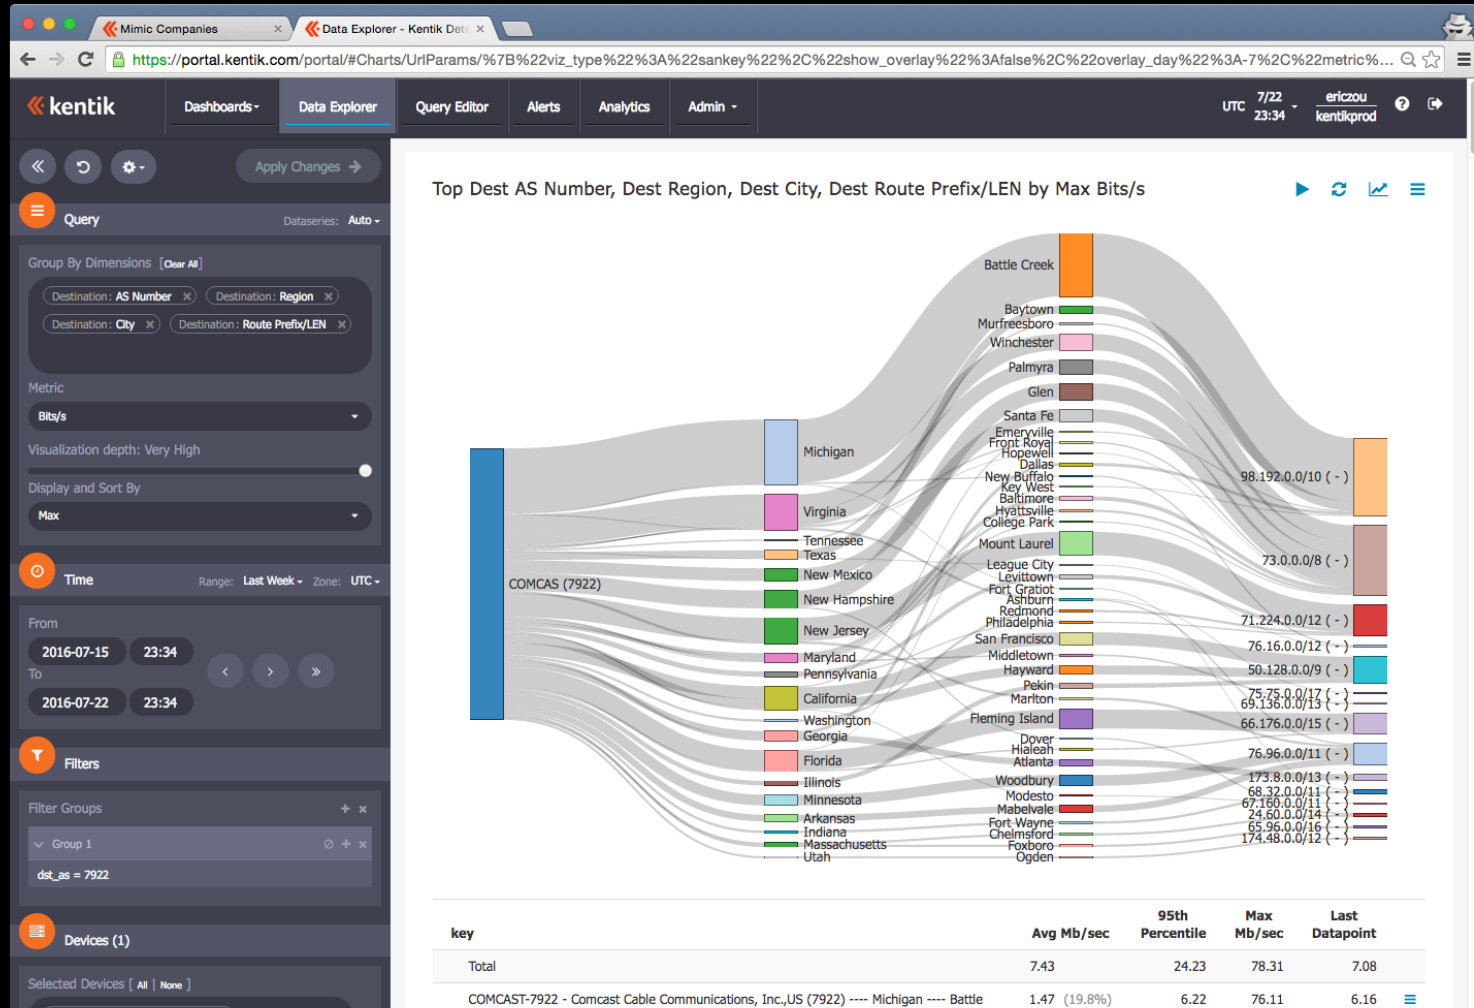 Mimic Companies ×
Data Explorer - Kentik Dete ×
https://portal.kentik.com/portal/#Charts/UrlParams/%7B%22viz_type%22%3A%22sankey%22%2C%22show_overlay%22%3Afalse%2C%22overlay_day%22%3A-7%2C%22metric%...
kentik
Dashboards
Data Explorer
Query Editor
Alerts
Analytics
Admin
UTC 7/22 23:34
ericzou
kentikprod
Apply Changes
Query
Dataseries: Auto
Group By Dimensions [Clear All]
Destination: AS Number ×
Destination: Region ×
Destination: City ×
Destination: Route Prefix/LEN ×
Metric
Bits/s
Visualization depth: Very High
Display and Sort By
Max
Time
Range: Last Week Zone: UTC
From
2016-07-15 23:34
To
2016-07-22 23:34
Filters
Filter Groups + ×
Group 1 + ×
dst_as = 7922
Devices (1)
Selected Devices [ All | None ]
Top Dest AS Number, Dest Region, Dest City, Dest Route Prefix/LEN by Max Bits/s
COMCAS (7922)
Michigan
Virginia
Tennessee
Texas
New Mexico
New Hampshire
New Jersey
Maryland
Pennsylvania
California
Washington
Georgia
Florida
Illinois
Minnesota
Arkansas
Indiana
Massachusetts
Utah
Battle Creek
Baytown
Murfreesboro
Winchester
Palmyra
Glen
Santa Fe
Emeryville
Front Royal
Hopewell
Dallas
New Buffalo
Key West
Baltimore
Hyattsville
College Park
Mount Laurel
League City
Levittown
Fort Gratiot
Ashburn
Redmond
Philadelphia
San Francisco
Middletown
Hayward
Pekin
Marlton
Fleming Island
Dover
Hialeah
Atlanta
Woodbury
Modesto
Mabelvale
Fort Wayne
Chelmsford
Foxboro
Ogden
98.192.0.0/10 ( - )
73.0.0.0/8 ( - )
71.224.0.0/12 ( - )
76.16.0.0/12 ( - )
50.128.0.0/9 ( - )
75.75.0.0/17 ( - )
69.136.0.0/13 ( - )
66.176.0.0/15 ( - )
76.96.0.0/11 ( - )
173.8.0.0/13 ( - )
68.32.0.0/11 ( - )
67.160.0.0/11 ( - )
24.60.0.0/14 ( - )
65.96.0.0/16 ( - )
174.48.0.0/12 ( - )
key Avg Mb/sec 95th Percentile Max Mb/sec Last Datapoint
Total 7.43 24.23 78.31 7.08
COMCAST-7922 - Comcast Cable Communications, Inc.,US (7922) ---- Michigan ---- Battle 1.47 (19.8%) 6.22 76.11 6.16